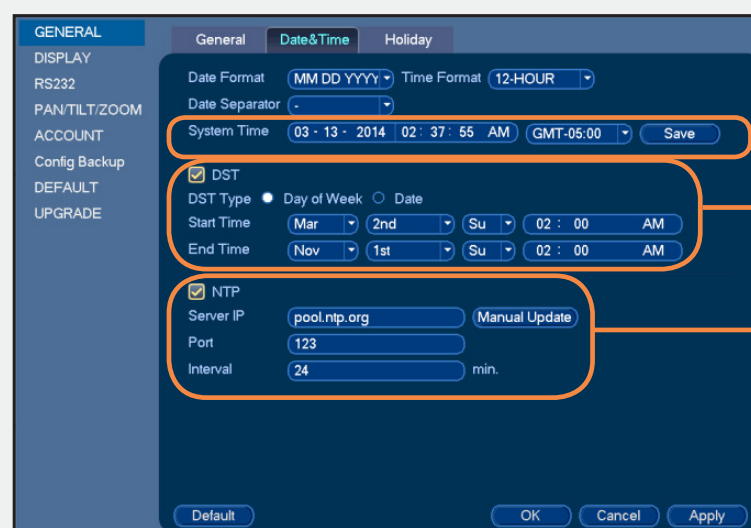 GENERAL
DISPLAY
RS232
PAN/TILT/ZOOM
ACCOUNT
Config Backup
DEFAULT
UPGRADE
General Date&Time Holiday
Date Format MM DD YYYY Time Format 12-HOUR
Date Separator -
System Time 03 - 13 - 2014 02 : 37 : 55 AM GMT-05:00 Save
DST
DST Type Day of Week Date
Start Time Mar 2nd Su 02 : 00 AM
End Time Nov 1st Su 02 : 00 AM
NTP
Server IP pool.ntp.org Manual Update
Port 123
Interval 24 min.
Default OK Cancel Apply